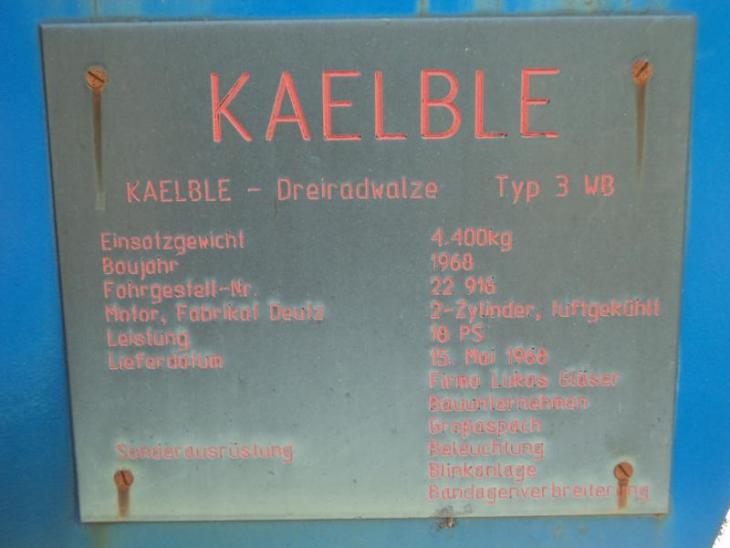 KAELBLE
KAELBLE - Dreiradwalze Typ 3 WB
Einsatzgewicht 4.400kg
Baujahr 1968
Fahrgestell-Nr. 22 916
Motor, Fabrikat Deutz 2-Zylinder, luftgekühlt
Leistung 18 PS
Lieferdatum 15. Mai 1968
Firma Lukas Gläser
Bauunternehmen
Großaspach
Sonderausrüstung Beleuchtung
Blinkanlage
Bandagenverbreiterung